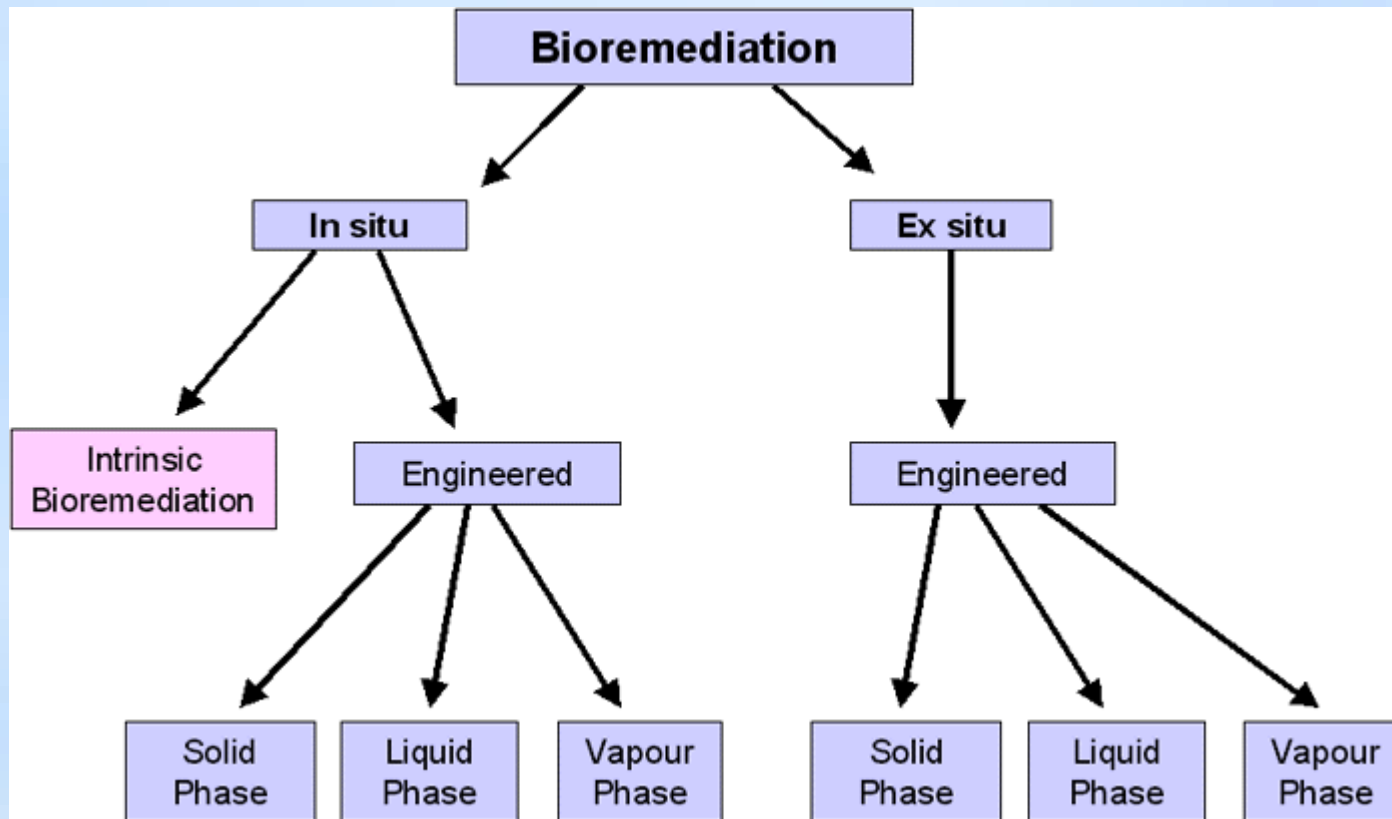 Bioremediation
In situ
Ex situ
Intrinsic
Bioremediation
Engineered
Engineered
Solid
Phase
Liquid
Phase
Vapour
Phase
Solid
Phase
Liquid
Phase
Vapour
Phase